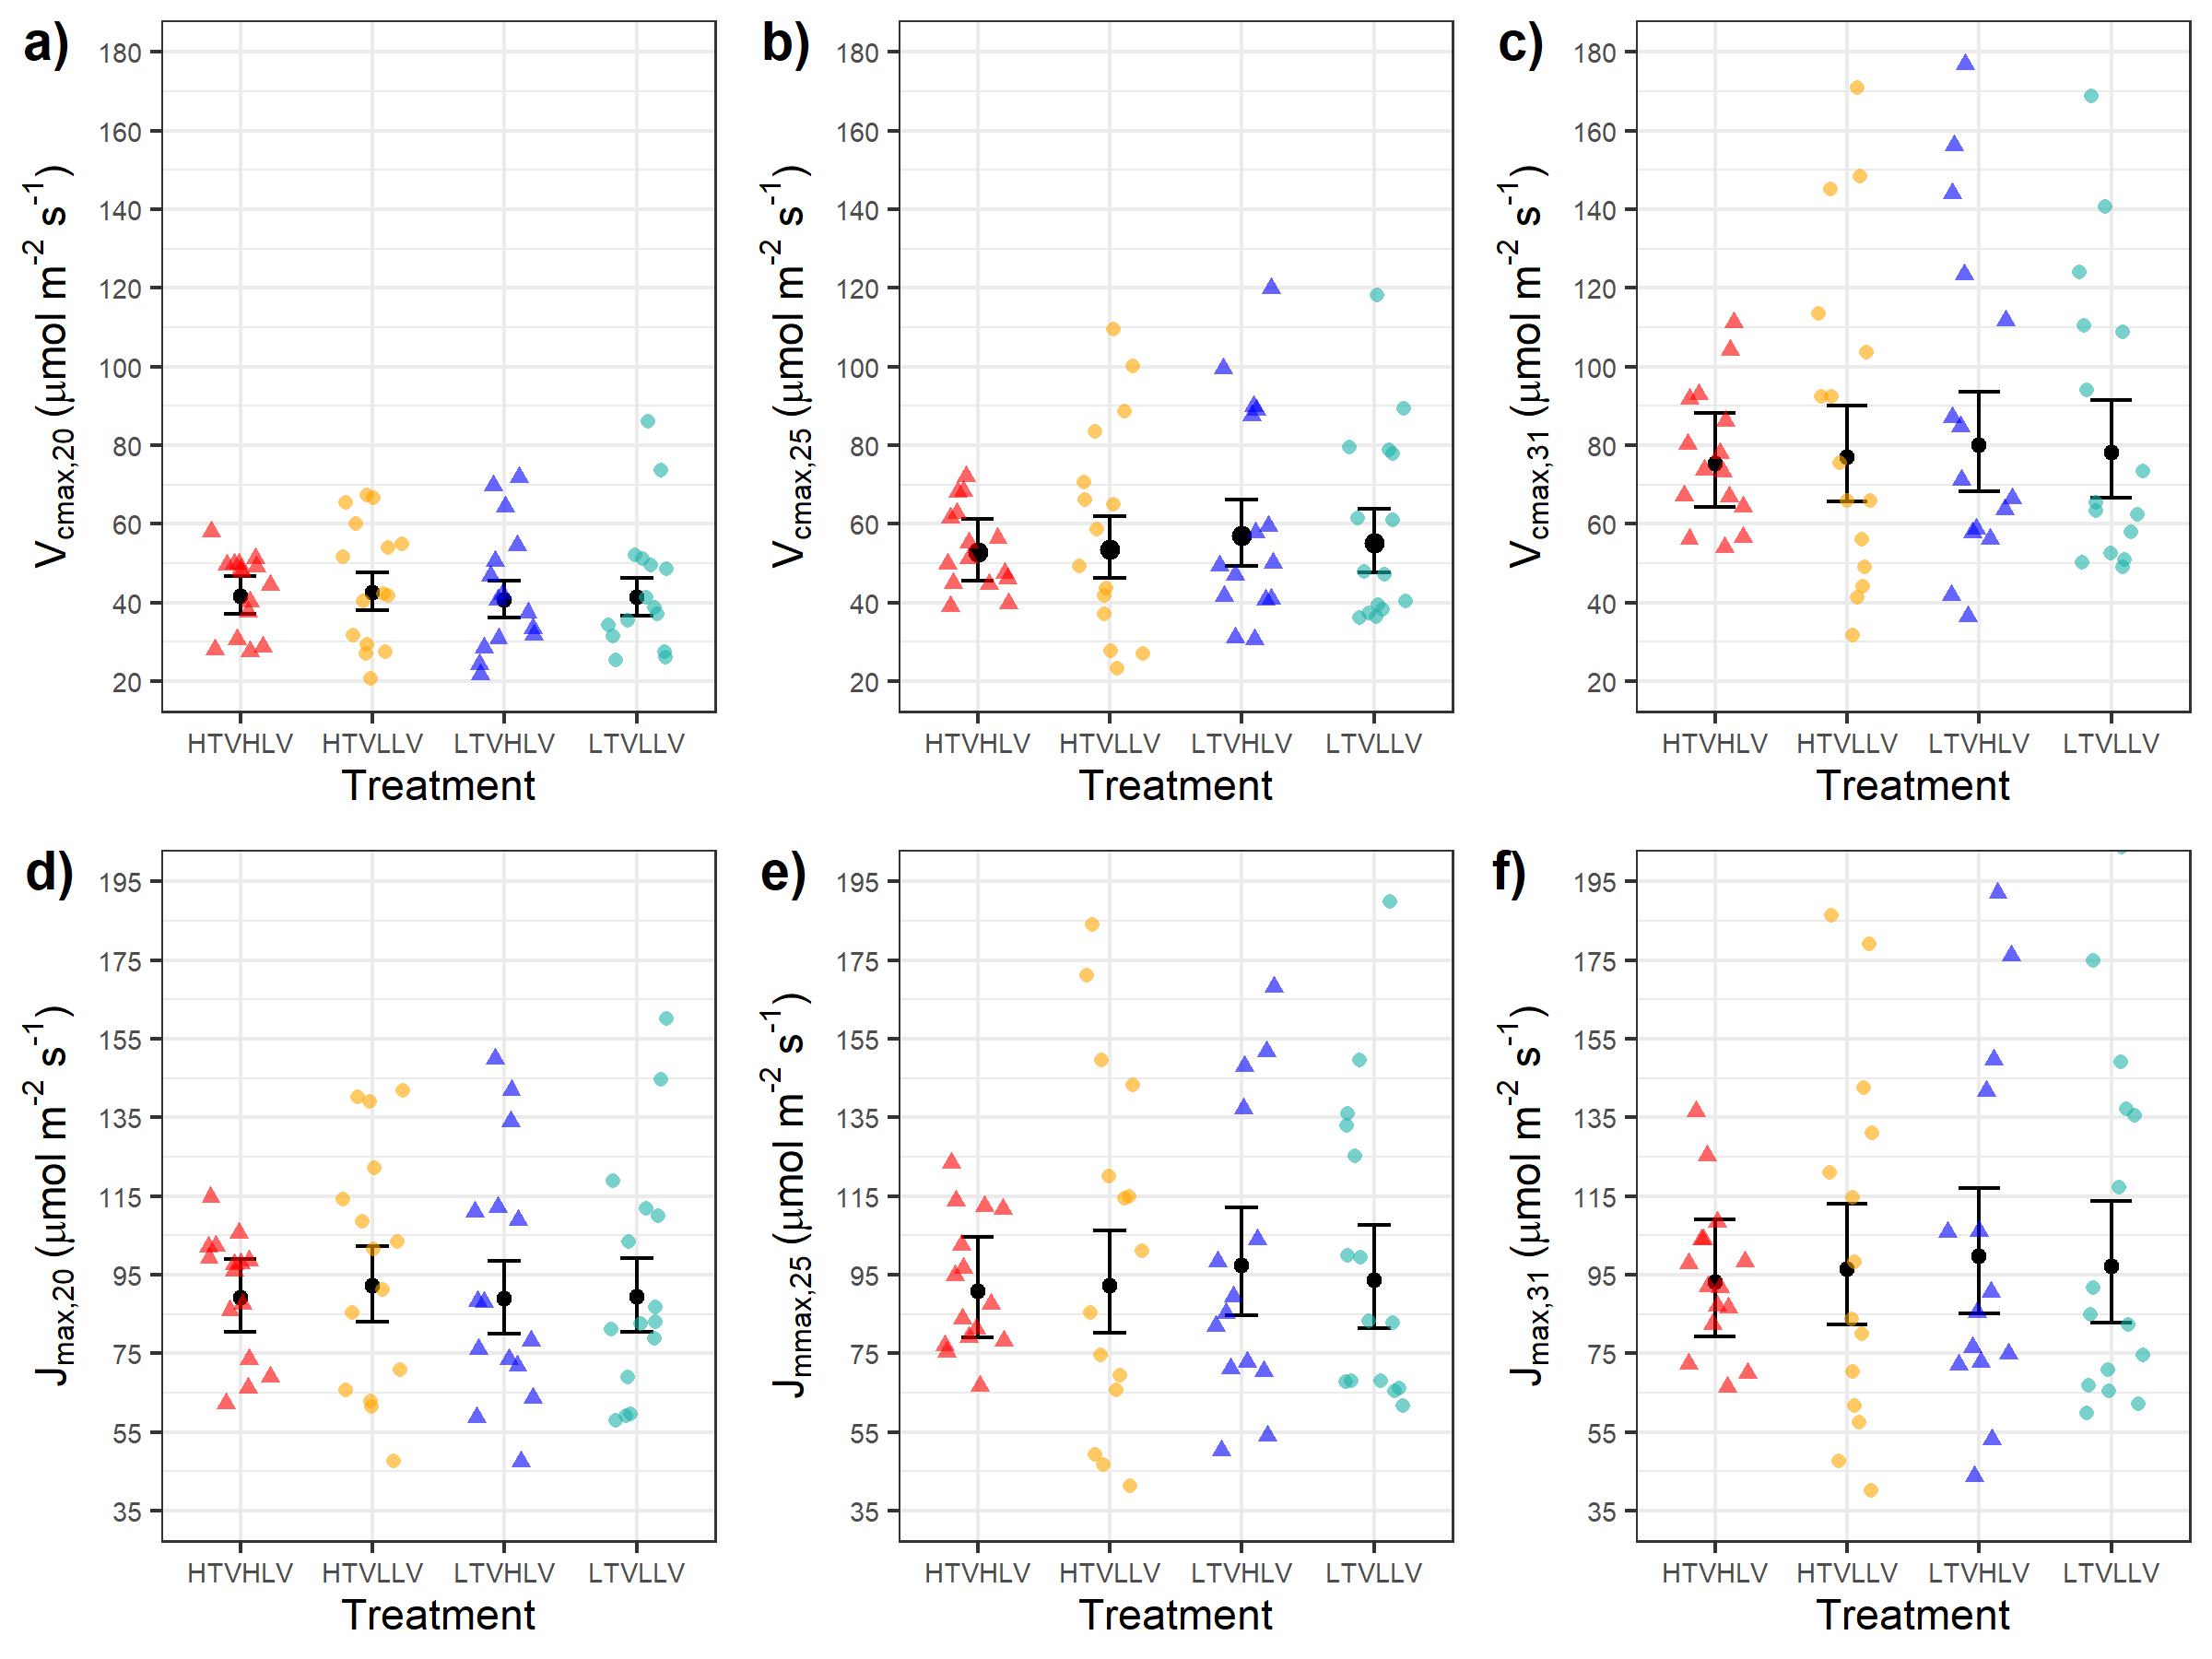 a)
180
160
140
120
100
80
60
40
20
Vcmax,20 (μmol m-2 s-1)
HTVHLV HTVLLV LTVHLV LTVLLV
Treatment
b)
180
160
140
120
100
80
60
40
20
Vcmax,25 (μmol m-2 s-1)
HTVHLV HTVLLV LTVHLV LTVLLV
Treatment
c)
180
160
140
120
100
80
60
40
20
Vcmax,31 (μmol m-2 s-1)
HTVHLV HTVLLV LTVHLV LTVLLV
Treatment
d)
195
175
155
135
115
95
75
55
35
Jmax,20 (μmol m-2 s-1)
HTVHLV HTVLLV LTVHLV LTVLLV
Treatment
e)
195
175
155
135
115
95
75
55
35
Jmmax,25 (μmol m-2 s-1)
HTVHLV HTVLLV LTVHLV LTVLLV
Treatment
f)
195
175
155
135
115
95
75
55
35
Jmax,31 (μmol m-2 s-1)
HTVHLV HTVLLV LTVHLV LTVLLV
Treatment